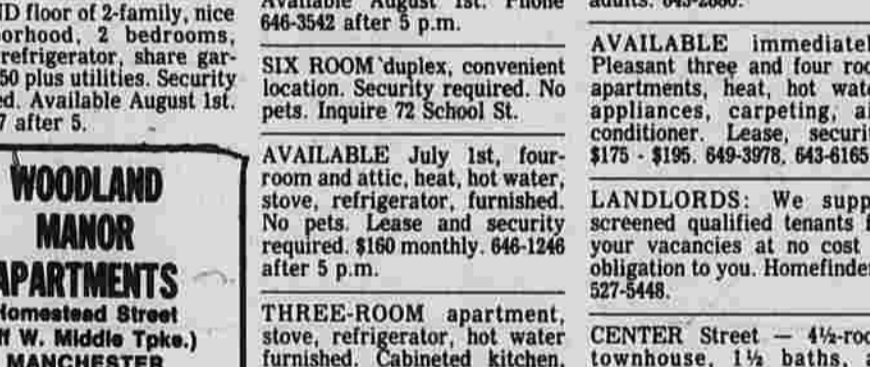 D floor of 2-family, nice
orhood, 2 bedrooms,
refrigerator, share gar-
50 plus utilities. Security
ed. Available August 1st.
7 after 5.
WOODLAND
MANOR
APARTMENTS
Homestead Street
W. Middle Tpke.)
MANCHESTER
Available August 1st. Phone
646-3542 after 5 p.m.
SIX ROOM duplex, convenient
location. Security required. No
pets. Inquire 72 School St.
AVAILABLE July 1st, four-
room and attic, heat, hot water,
stove, refrigerator, furnished.
No pets. Lease and security
required. $160 monthly. 646-1246
after 5 p.m.
THREE-ROOM apartment,
stove, refrigerator, hot water
furnished. Cabineted kitchen,
adults.
AVAILABLE immediatel
Pleasant three and four roo
apartments, heat, hot wate
appliances, carpeting, ai
conditioner. Lease, securit
$175 - $195. 649-3978, 643-6165
LANDLORDS: We supp
screened qualified tenants f
your vacancies at no cost
obligation to you. Homefinder
527-5448.
CENTER Street — 4½-roo
townhouse, 1½ baths, a